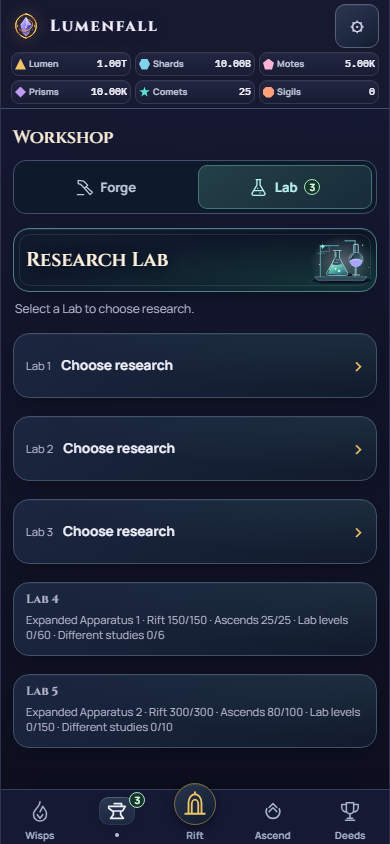 Lumenfall
Lumen 1.00T Shards 10.00B Motes 5.00K
Prisms 10.00K Comets 25 Sigils 0
Workshop
Forge Lab 3
Research Lab
Select a Lab to choose research.
Lab 1 Choose research
Lab 2 Choose research
Lab 3 Choose research
Lab 4
Expanded Apparatus 1 · Rift 150/150 · Ascends 25/25 · Lab levels
0/60 · Different studies 0/6
Lab 5
Expanded Apparatus 2 · Rift 300/300 · Ascends 80/100 · Lab levels
0/150 · Different studies 0/10
3
Wisps Rift Ascend Deeds